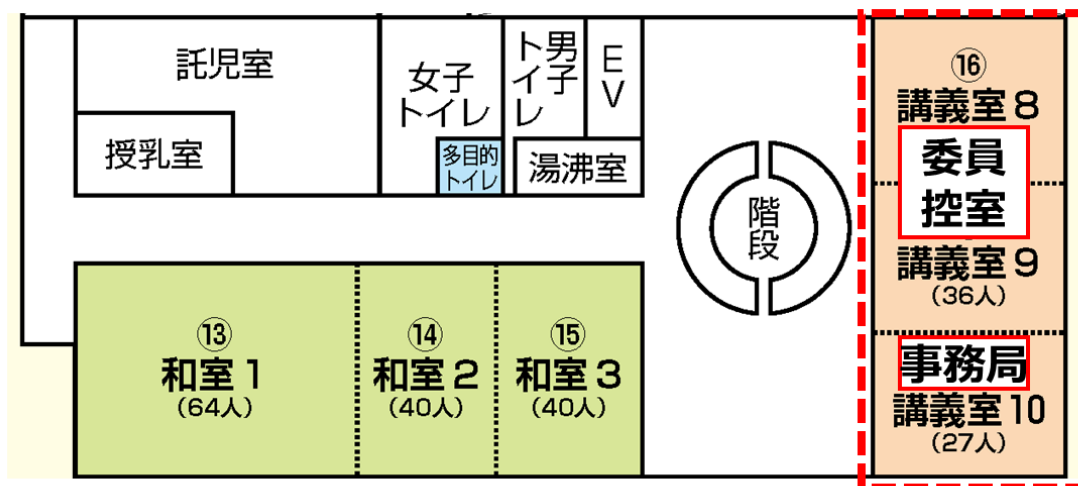 託児室
授乳室
女子
トイレ
多目的
トイレ
男子
トイレ
EV
湯沸室
階段
⑯
講義室8
委員
控室
講義室9
(36人)
事務局
講義室10
(27人)
⑬
和室1
(64人)
⑭
和室2
(40人)
⑮
和室3
(40人)